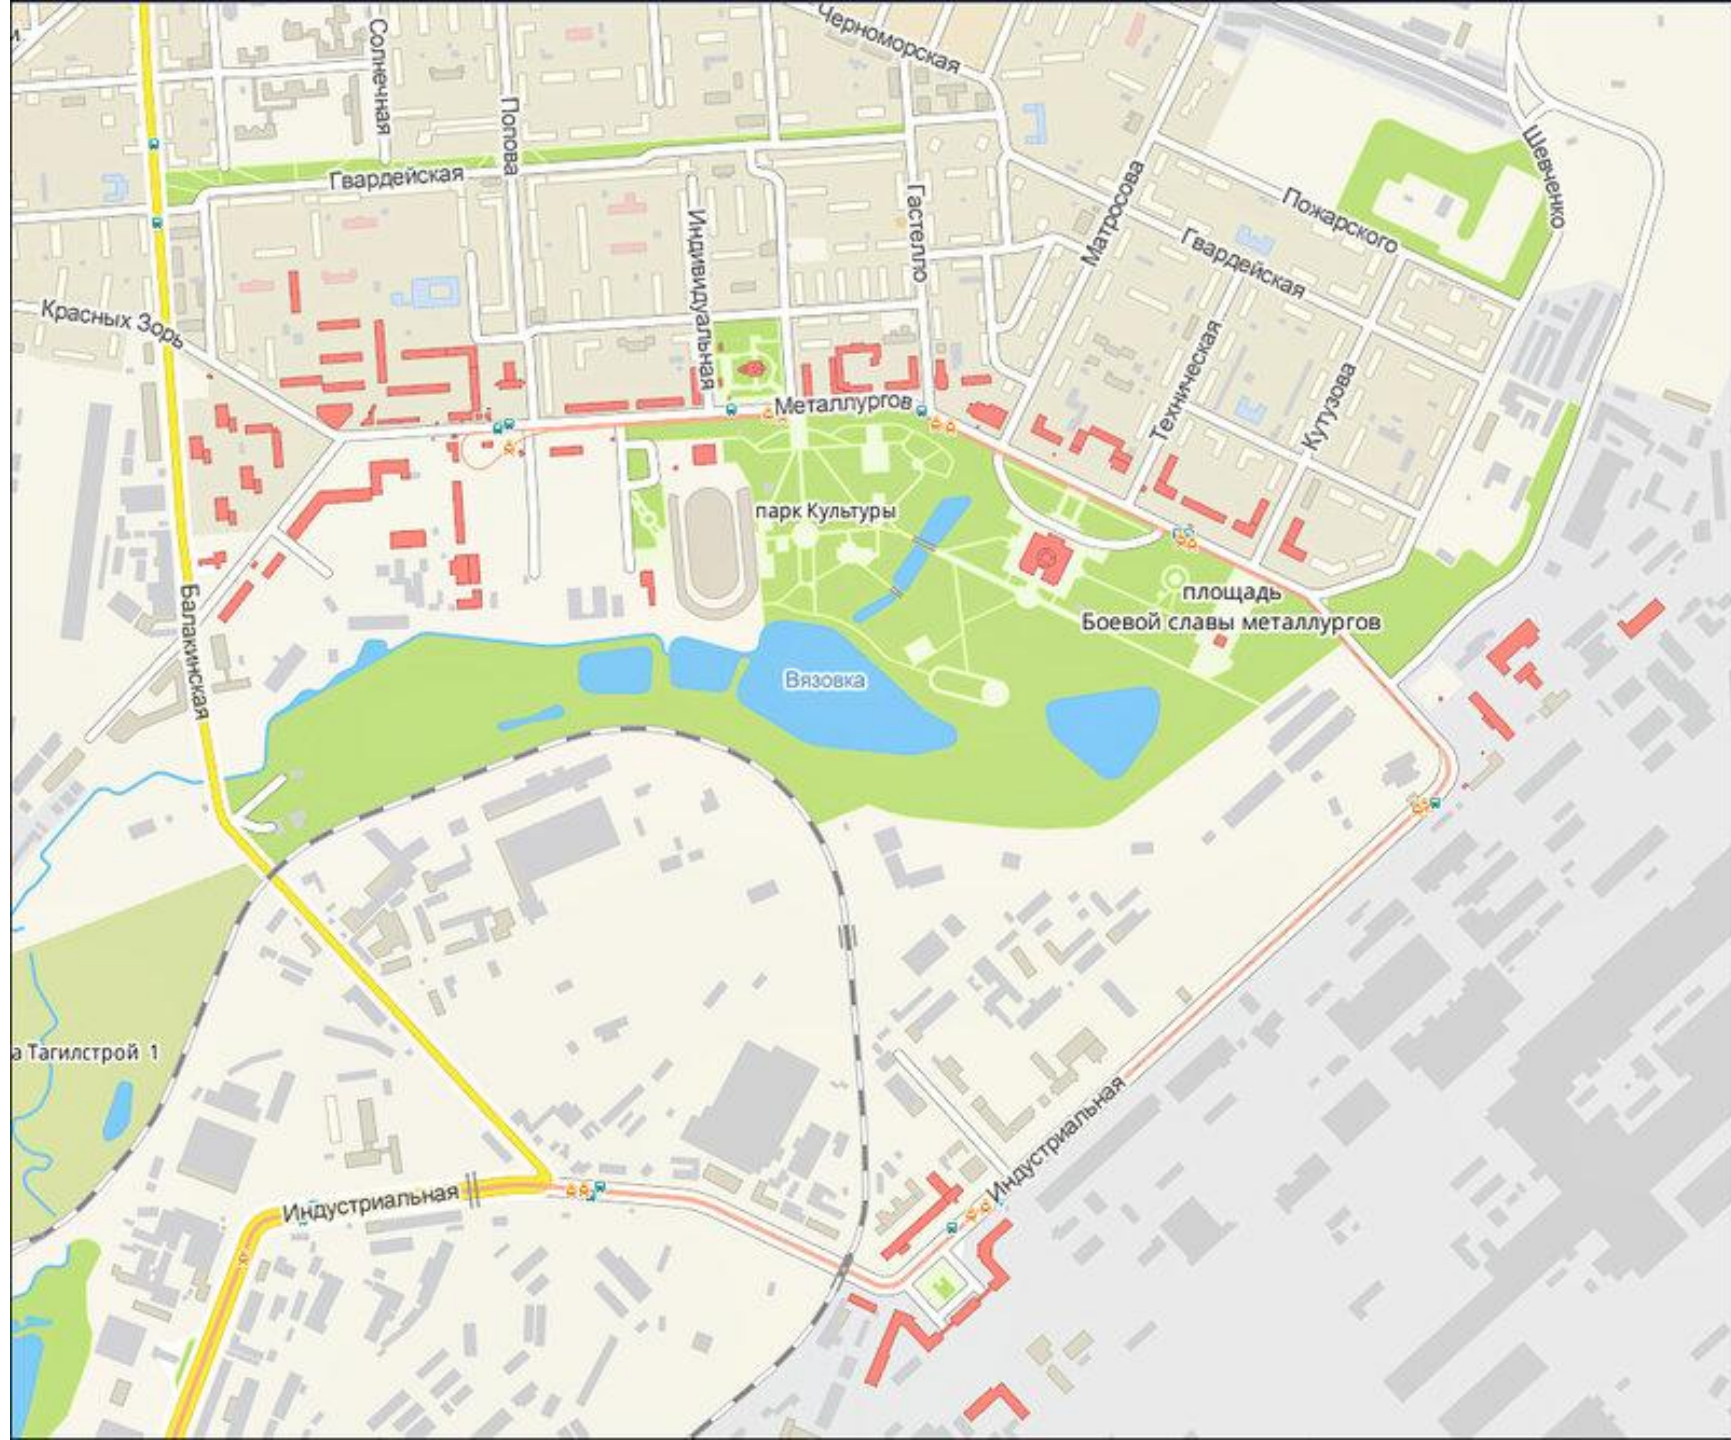 Черноморская
Солнечная
Попова
Гвардейская
Шевченко
Матросова
Пожарского
Гвардейская
Гастелло
Индивидуальная
Красных Зорь
Техническая
Кутузова
Металлургов
парк Культуры
Балакинская
площадь
Боевой славы металлургов
Вязовка
а Тагилстрой 1
Индустриальная
Индустриальная